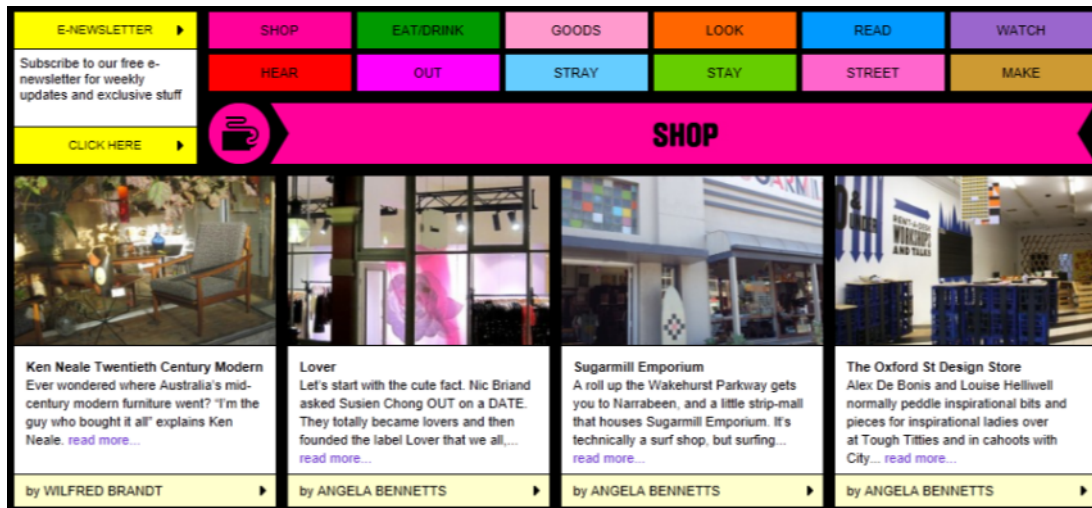 E-NEWSLETTER
Subscribe to our free e-
newsletter for weekly
updates and exclusive stuff
CLICK HERE
SHOP
EAT/DRINK
GOODS
LOOK
READ
WATCH
HEAR
OUT
STRAY
STAY
STREET
MAKE
SHOP
RENT-A-DESK
WORKSHOPS
AND TALKS
Ken Neale Twentieth Century Modern
Ever wondered where Australia's mid-
century modern furniture went? "I'm the
guy who bought it all" explains Ken
Neale. read more...
by WILFRED BRANDT
Lover
Let's start with the cute fact. Nic Briand
asked Susien Chong OUT on a DATE.
They totally became lovers and then
founded the label Lover that we all,...
read more...
by ANGELA BENNETTS
Sugarmill Emporium
A roll up the Wakehurst Parkway gets
you to Narrabeen, and a little strip-mall
that houses Sugarmill Emporium. It's
technically a surf shop, but surfing...
read more...
by ANGELA BENNETTS
The Oxford St Design Store
Alex De Bonis and Louise Helliwell
normally peddle inspirational bits and
pieces for inspirational ladies over
at Tough Titties and in cahoots with
City... read more...
by ANGELA BENNETTS